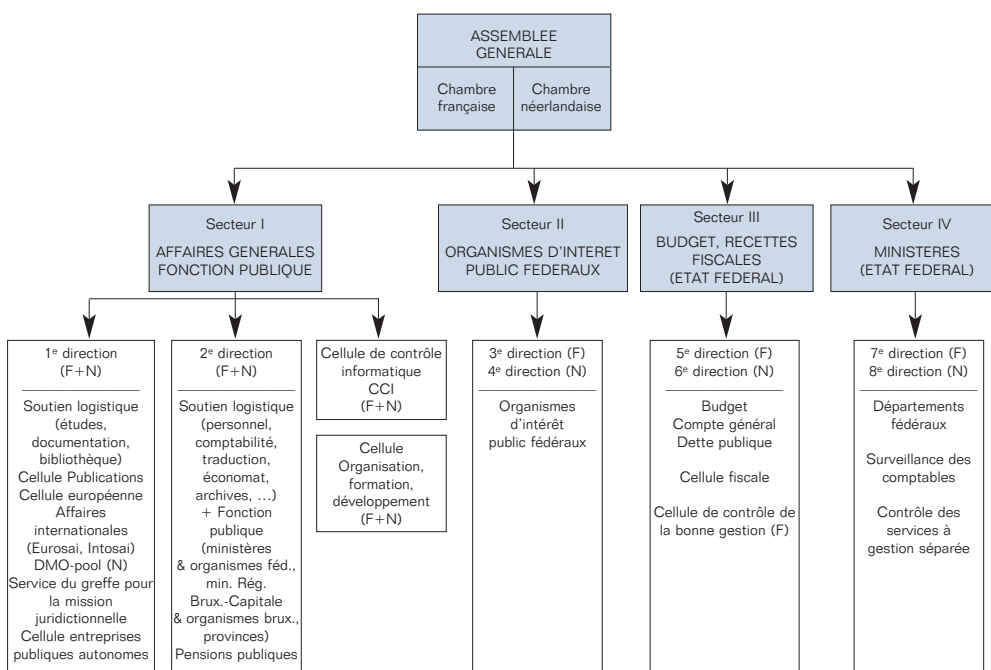 ASSEMBLEE
GENERALE
Chambre
française
Chambre
néerlandaise
Secteur I
AFFAIRES GENERALES
FONCTION PUBLIQUE
Secteur II
ORGANISMES D'INTERET
PUBLIC FEDERAUX
Secteur III
BUDGET, RECETTES
FISCALES
(ETAT FEDERAL)
Secteur IV
MINISTERES
(ETAT FEDERAL)
1e direction
(F+N)
Soutien logistique
(études,
documentation,
bibliothèque)
Cellule Publications
Cellule européenne
Affaires
internationales
(Eurosai, Intosai)
DMO-pool (N)
Service du greffe pour
la mission
juridictionnelle
Cellule entreprises
publiques autonomes
2e direction
(F+N)
Soutien logistique
(personnel,
comptabilité,
traduction,
économat,
archives, ...)
+ Fonction
publique
(ministères
& organismes féd.,
min. Rég.
Brux.-Capitale
& organismes brux.,
provinces)
Pensions publiques
Cellule de contrôle
informatique
CCI
(F+N)
Cellule
Organisation,
formation,
développement
(F+N)
3e direction (F)
4e direction (N)
Organismes
d'intérêt
public fédéraux
5e direction (F)
6e direction (N)
Budget
Compte général
Dette publique
Cellule fiscale
Cellule de contrôle de
la bonne gestion (F)
7e direction (F)
8e direction (N)
Départements
fédéraux
Surveillance des
comptables
Contrôle des
services à
gestion séparée